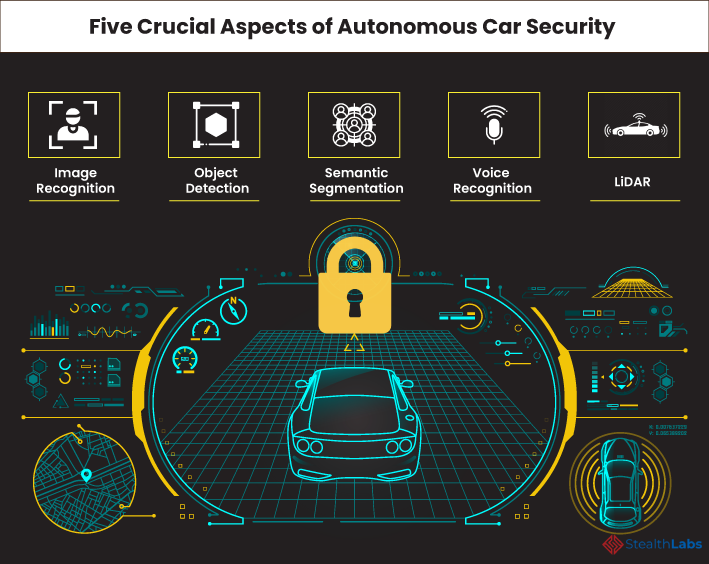 Five Crucial Aspects of Autonomous Car Security
Image
Recognition
Object
Detection
Semantic
Segmentation
Voice
Recognition
LiDAR
N
StealthLabs